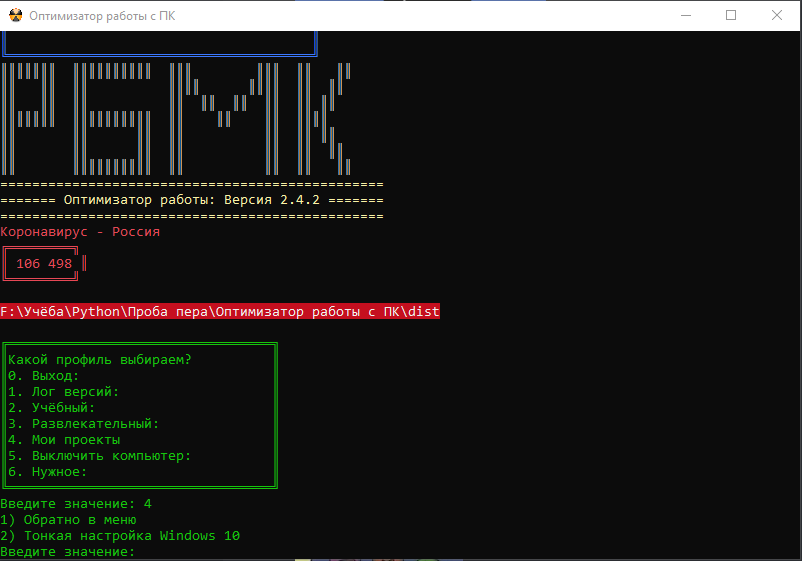 Оптимизатор работы с ПК
РБМК
================================================
======= Оптимизатор работы: Версия 2.4.2 =======
================================================
Коронавирус - Россия
106 498
F:\Учёба\Python\Проба пера\Оптимизатор работы с ПК\dist
Какой профиль выбираем?
0. Выход:
1. Лог версий:
2. Учёбный:
3. Развлекательный:
4. Мои проекты
5. Выключить компьютер:
6. Нужное:
Введите значение: 4
1) Обратно в меню
2) Тонкая настройка Windows 10
Введите значение: